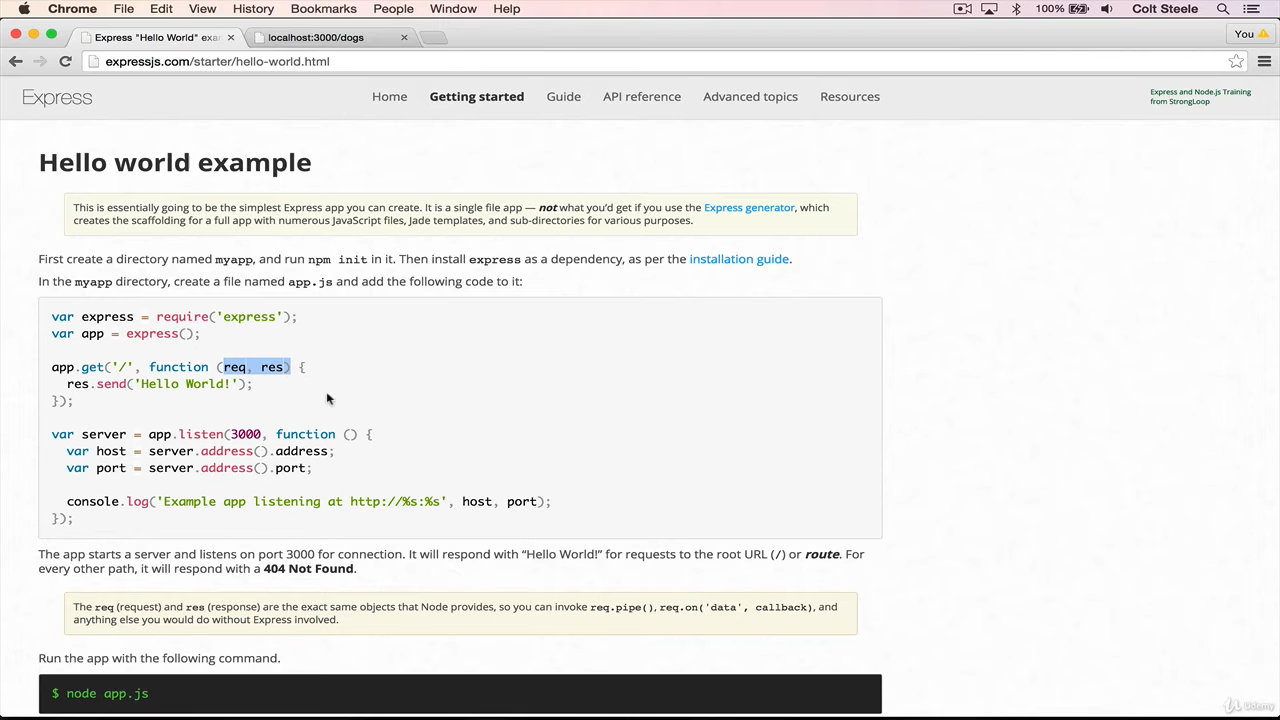 Chrome File Edit View History Bookmarks People Window Help 100% Colt Steele
Express "Hello World" exa localhost:3000/dogs You
expressjs.com/starter/hello-world.html
Express Home Getting started Guide API reference Advanced topics Resources Express and Node.js Training
from StrongLoop
Hello world example
This is essentially going to be the simplest Express app you can create. It is a single file app — not what you'd get if you use the Express generator, which
creates the scaffolding for a full app with numerous JavaScript files, Jade templates, and sub-directories for various purposes.
First create a directory named myapp, and run npm init in it. Then install express as a dependency, as per the installation guide.
In the myapp directory, create a file named app.js and add the following code to it:
var express = require('express');
var app = express();
app.get('/', function (req, res) {
res.send('Hello World!');
});
var server = app.listen(3000, function () {
var host = server.address().address;
var port = server.address().port;
console.log('Example app listening at http://%s:%s', host, port);
});
The app starts a server and listens on port 3000 for connection. It will respond with “Hello World!” for requests to the root URL (/) or route. For
every other path, it will respond with a 404 Not Found.
The req (request) and res (response) are the exact same objects that Node provides, so you can invoke req.pipe(), req.on('data', callback), and
anything else you would do without Express involved.
Run the app with the following command.
$ node app.js
Udemy